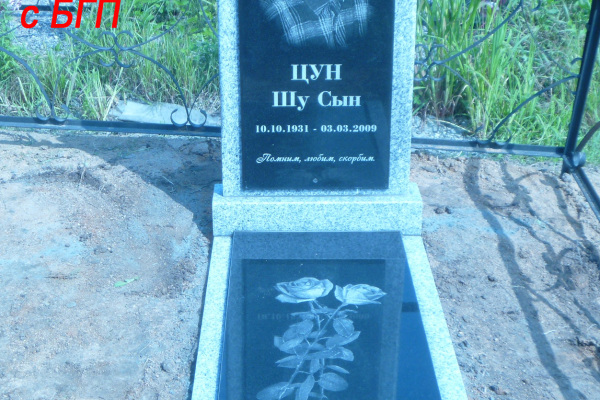 с БГП
ЦУН
Шу Сын
10.10.1931 - 03.03.2009
Помним, любим, скорбим.